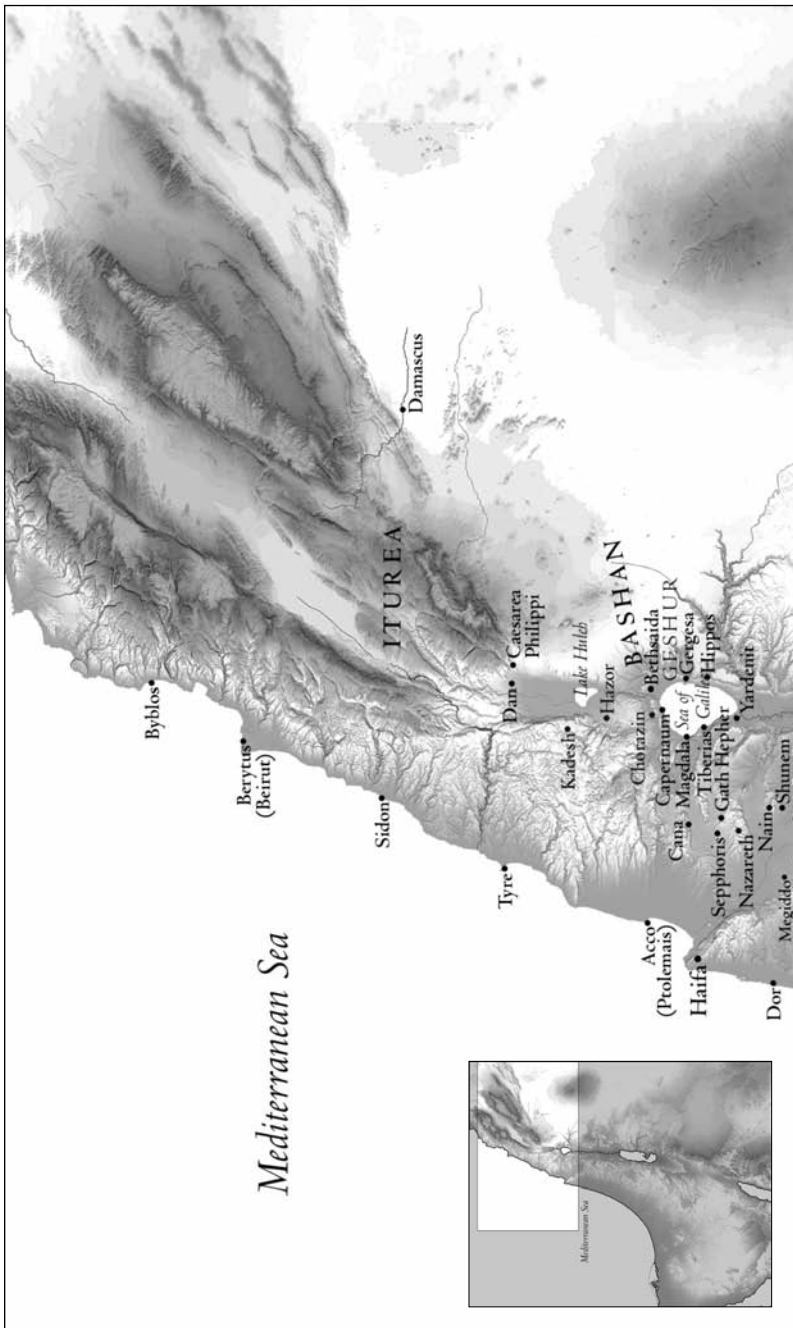 Byblos
Berytus
(Beirut)
Mediterranean Sea
Sidon
Damascus
ITUREA
Tyre
Dan
Caesarea
Philippi
Kadesh
Lake Huleh
Hazor
BASHAN
Acco
(Ptolemais)
Chorazin
Bethsaida
Capernaum
GESHUR
Cana
Magdala
Sea of
Galilee
Gergesa
Haifa
Tiberias
Hippos
Sepphoris
Gath Hepher
Nazareth
Yardenit
Dor
Nain
Megiddo
Shunem
Mediterranean Sea